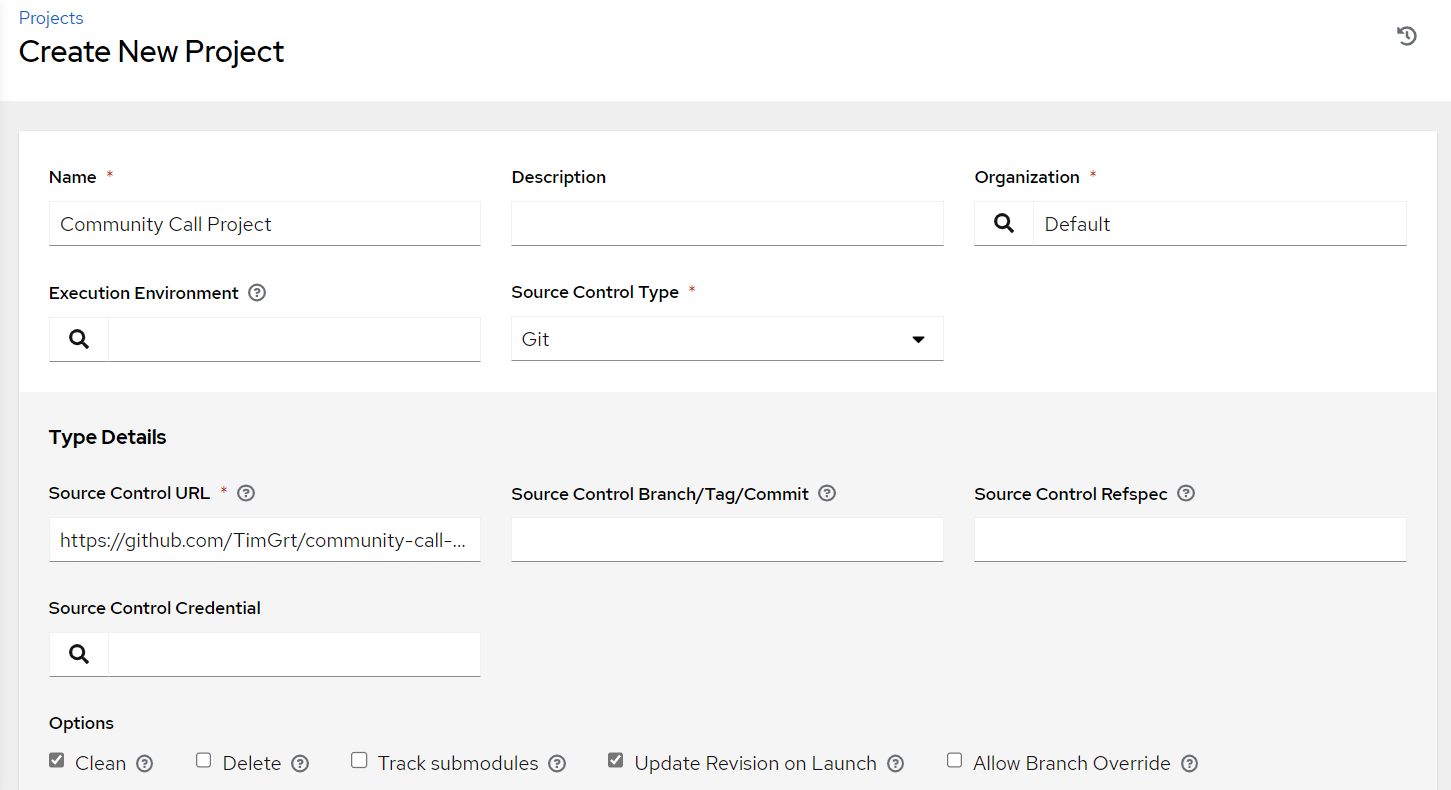 Projects
Create New Project
Name *
Description
Organization *
Community Call Project
Default
Execution Environment
Source Control Type *
Git
Type Details
Source Control URL *
Source Control Branch/Tag/Commit
Source Control Refspec
https://github.com/TimGrt/community-call-...
Source Control Credential
Options
Clean
Delete
Track submodules
Update Revision on Launch
Allow Branch Override